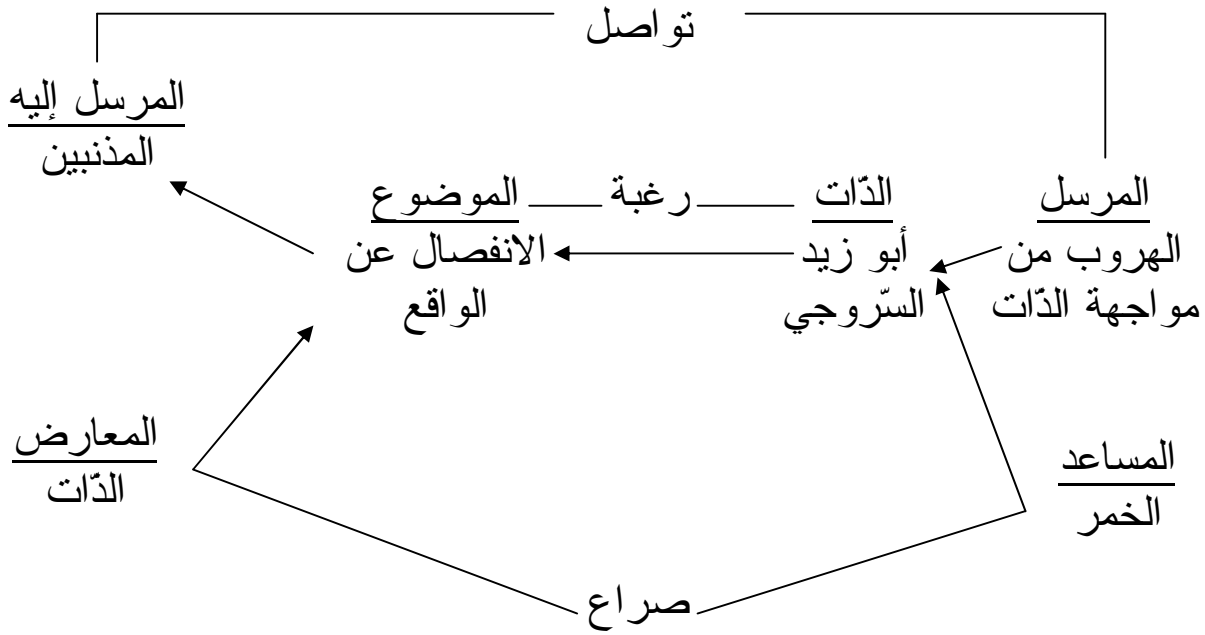 تواصل
المرسل إليه
المذنبين
المرسل
الهروب من
مواجهة الذّات
الذّات
أبو زيد
السّروجي
رغبة
الموضوع
الانفصال عن
الواقع
المساعد
الخمر
المعارض
الذّات
صراع